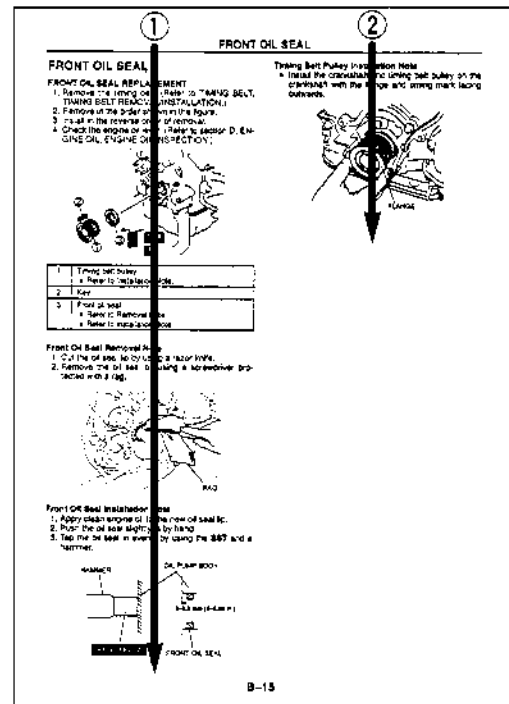 1
2
FRONT OIL SEAL
FRONT OIL SEAL
FRONT OIL SEAL REPLACEMENT
1. Remove the timing belt. (Refer to TIMING BELT,
TIMING BELT REMOVAL/INSTALLATION.)
2. Remove in the order shown in the figure.
3. Install in the reverse order of removal.
4. Check the engine oil level. (Refer to section D, EN-
GINE OIL, ENGINE OIL INSPECTION.)
1 Timing belt pulley
• Refer to Installation Note
2 Key
3 Front oil seal
• Refer to Removal Note
• Refer to Installation Note
Front Oil Seal Removal Note
1. Cut the oil seal lip by using a razor knife.
2. Remove the oil seal by using a screwdriver pro-
tected with a rag.
RAG
Front Oil Seal Installation Note
1. Apply clean engine oil to the new oil seal lip.
2. Push the oil seal slightly in by hand.
3. Tap the oil seal in evenly by using the SST and a
hammer.
HAMMER
OIL PUMP BODY
FRONT OIL SEAL
Timing Belt Pulley Installation Note
• Install the crankshaft and timing belt pulley on the
crankshaft with the flange and timing mark facing
outwards.
FLANGE
B–15